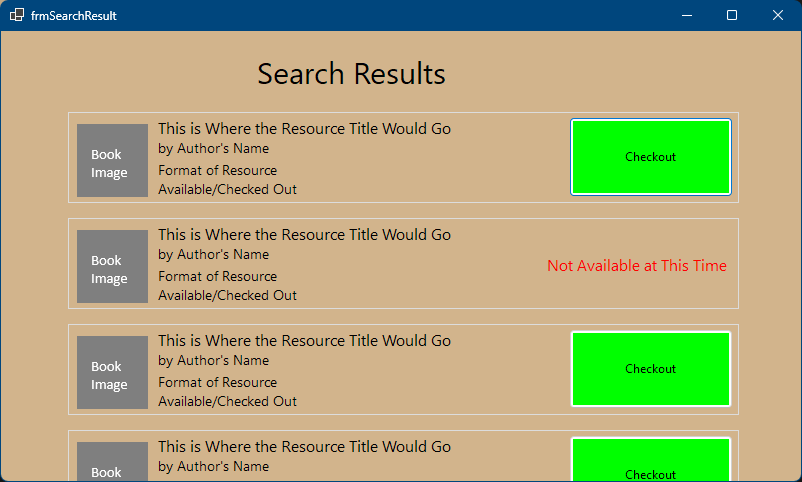 frmSearchResult
Search Results
Book
Image
This is Where the Resource Title Would Go
by Author's Name
Format of Resource
Available/Checked Out
Checkout
Book
Image
This is Where the Resource Title Would Go
by Author's Name
Format of Resource
Available/Checked Out
Not Available at This Time
Book
Image
This is Where the Resource Title Would Go
by Author's Name
Format of Resource
Available/Checked Out
Checkout
Book
This is Where the Resource Title Would Go
by Author's Name
Checkout